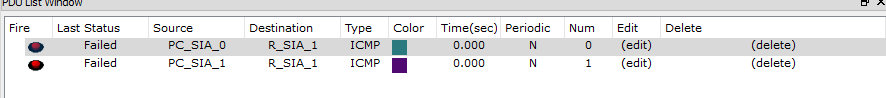 PDU List Window
Fire Last Status Source Destination Type Color Time(sec) Periodic Num Edit Delete
Failed PC_SIA_0 R_SIA_1 ICMP 0.000 N 0 (edit) (delete)
Failed PC_SIA_1 R_SIA_1 ICMP 0.000 N 1 (edit) (delete)